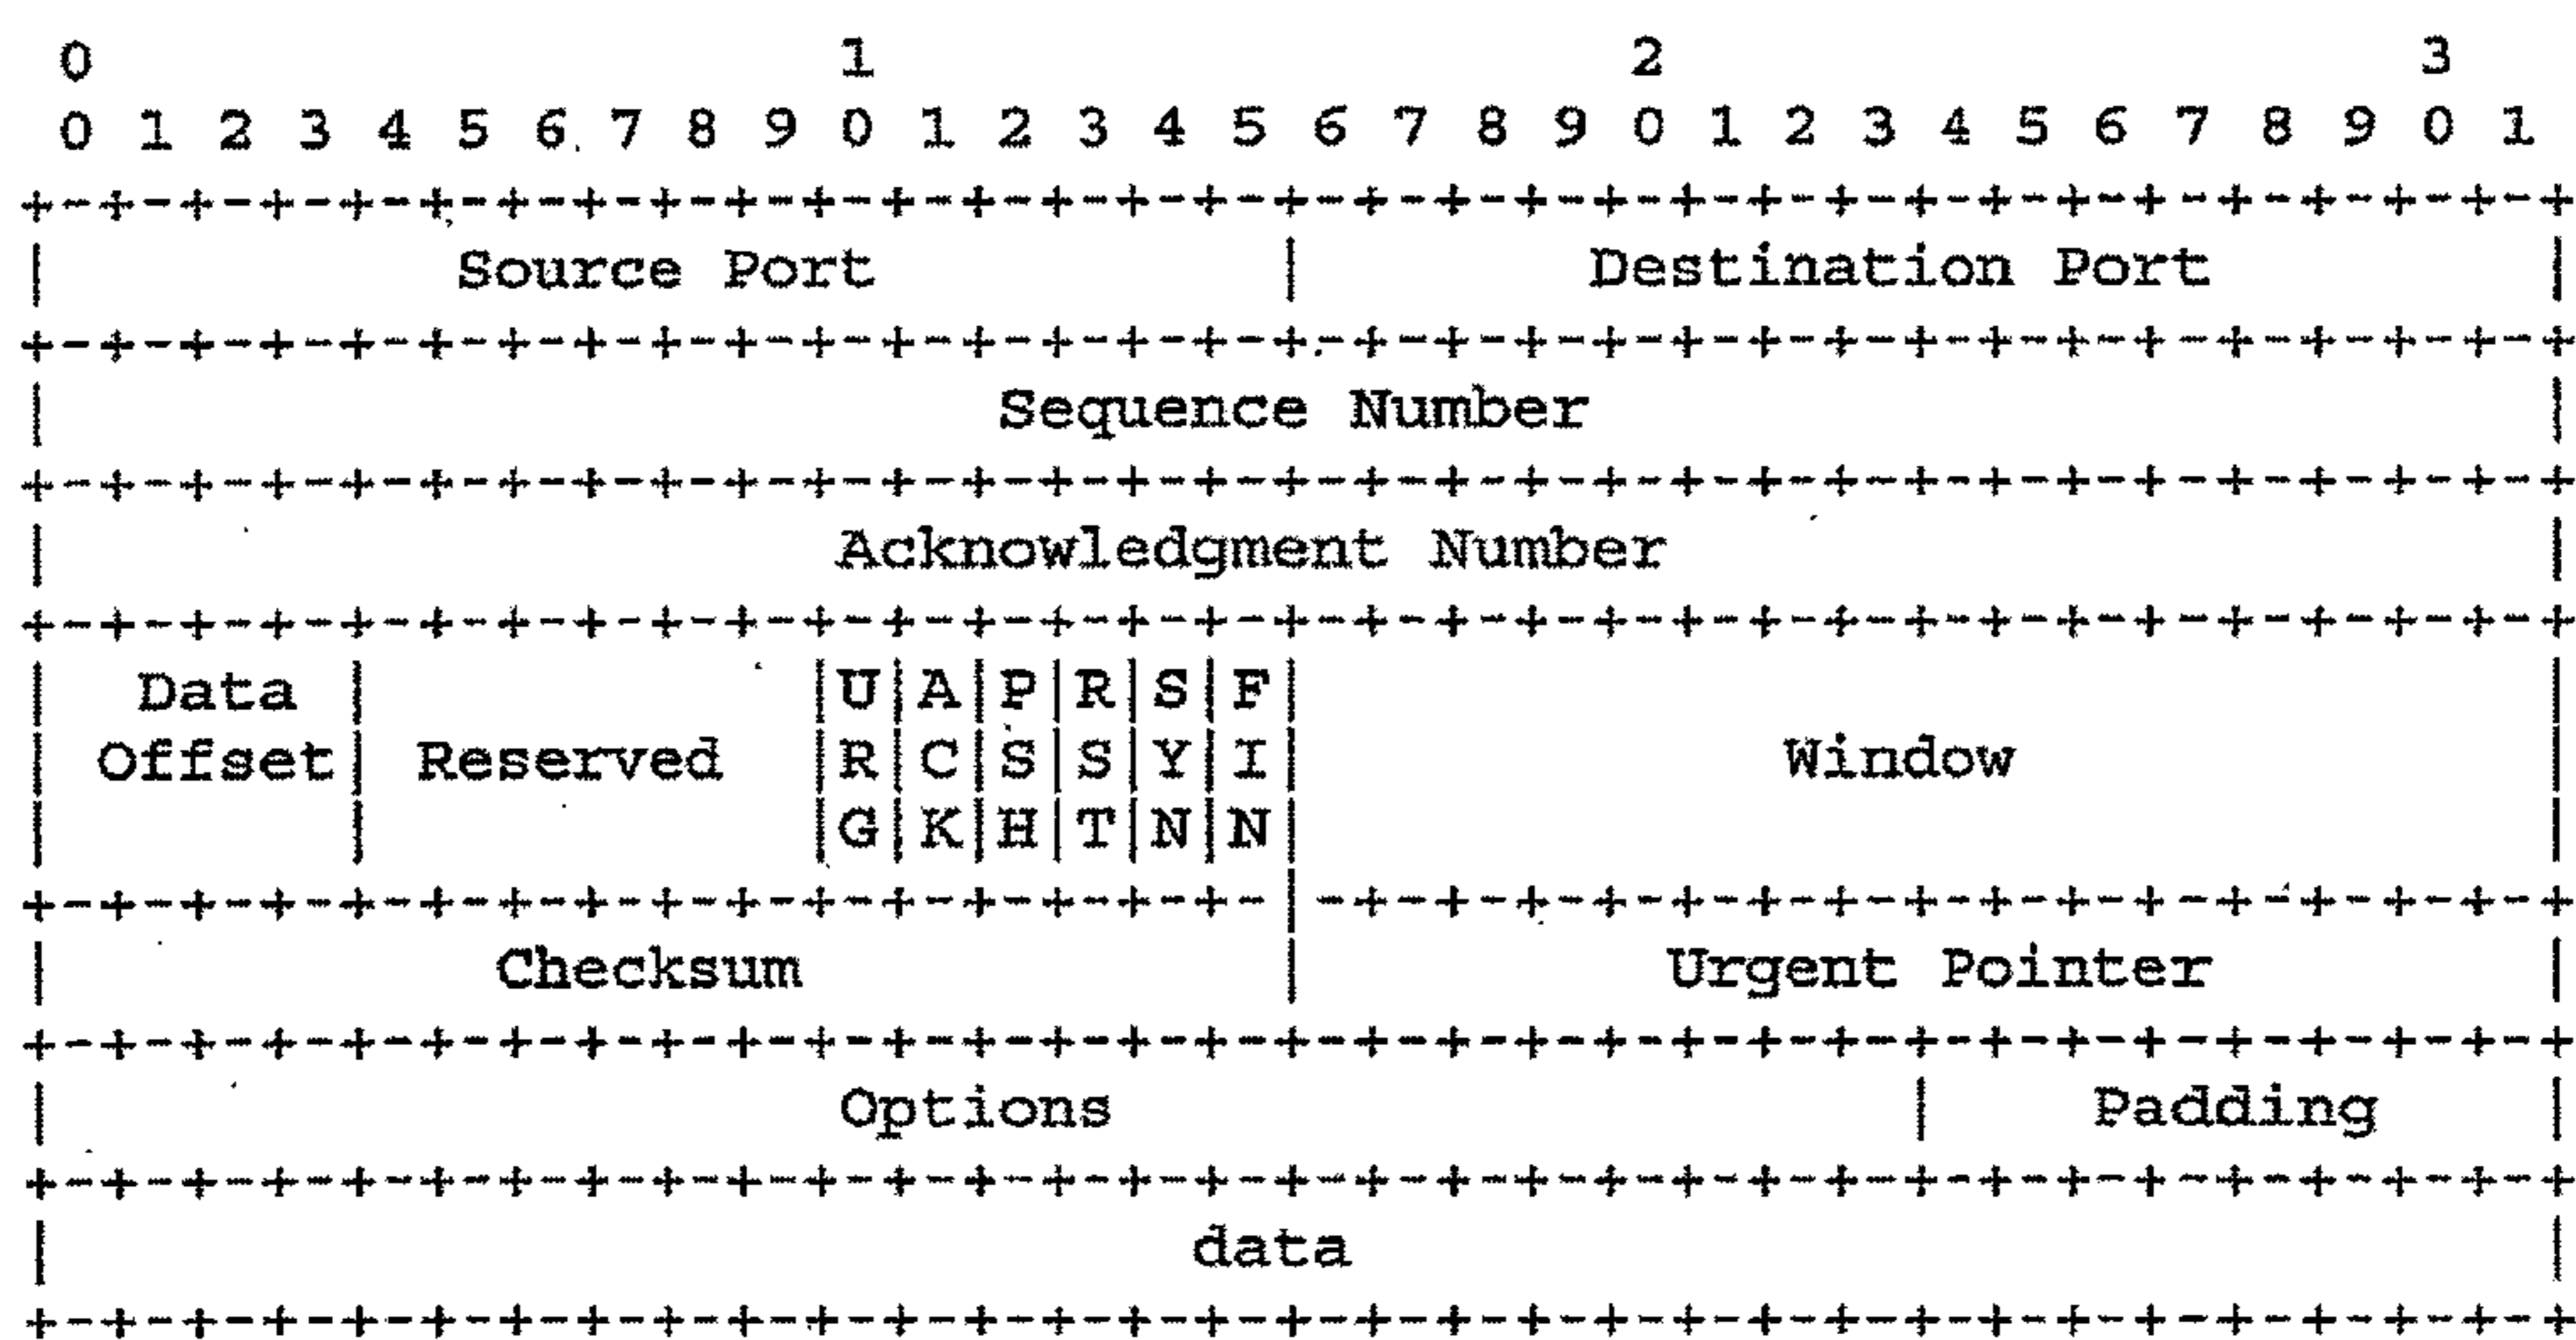 0                   1                   2                   3
 0 1 2 3 4 5 6 7 8 9 0 1 2 3 4 5 6 7 8 9 0 1 2 3 4 5 6 7 8 9 0 1
+-+-+-+-+-+-+-+-+-+-+-+-+-+-+-+-+-+-+-+-+-+-+-+-+-+-+-+-+-+-+-+-+
|          Source Port          |       Destination Port        |
+-+-+-+-+-+-+-+-+-+-+-+-+-+-+-+-+-+-+-+-+-+-+-+-+-+-+-+-+-+-+-+-+
|                        Sequence Number                        |
+-+-+-+-+-+-+-+-+-+-+-+-+-+-+-+-+-+-+-+-+-+-+-+-+-+-+-+-+-+-+-+-+
|                    Acknowledgment Number                      |
+-+-+-+-+-+-+-+-+-+-+-+-+-+-+-+-+-+-+-+-+-+-+-+-+-+-+-+-+-+-+-+-+
|  Data |           |U|A|P|R|S|F|                               |
| Offset| Reserved  |R|C|S|S|Y|I|            Window             |
|       |           |G|K|H|T|N|N|                               |
+-+-+-+-+-+-+-+-+-+-+-+-+-+-+-+-|-+-+-+-+-+-+-+-+-+-+-+-+-+-+-+-+
|           Checksum            |         Urgent Pointer        |
+-+-+-+-+-+-+-+-+-+-+-+-+-+-+-+-+-+-+-+-+-+-+-+-+-+-+-+-+-+-+-+-+
|                    Options                    |    Padding    |
+-+-+-+-+-+-+-+-+-+-+-+-+-+-+-+-+-+-+-+-+-+-+-+-+-+-+-+-+-+-+-+-+
|                             data                              |
+-+-+-+-+-+-+-+-+-+-+-+-+-+-+-+-+-+-+-+-+-+-+-+-+-+-+-+-+-+-+-+-+